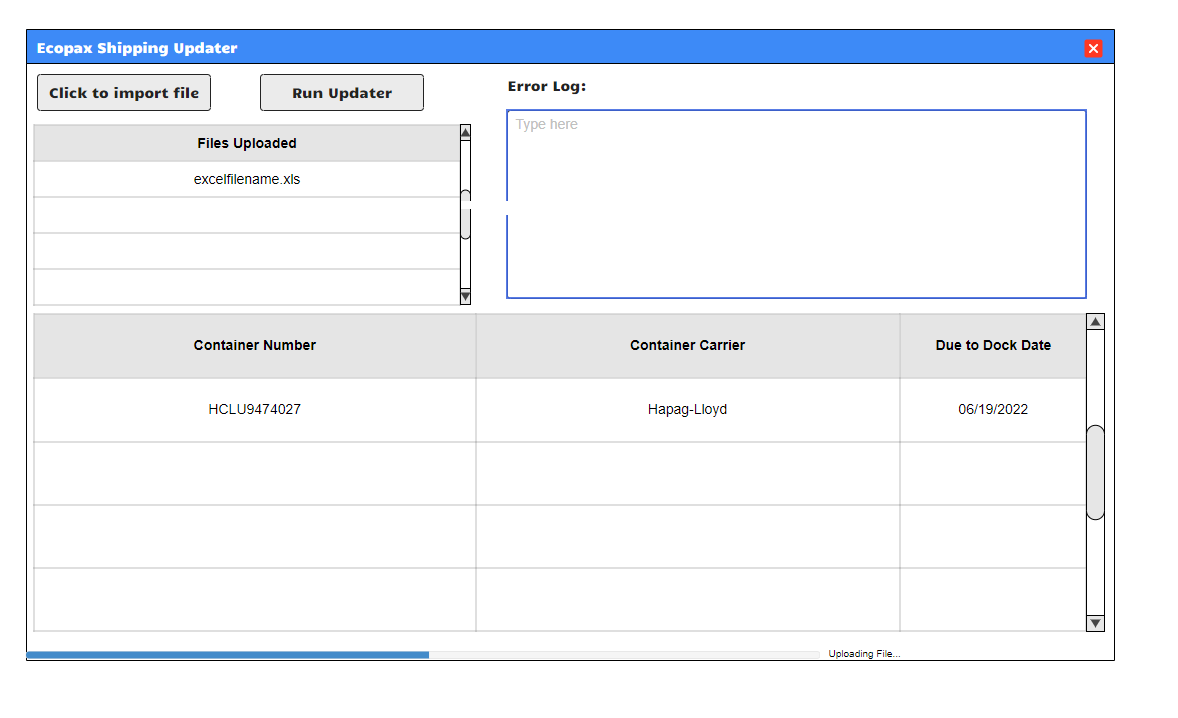 Ecopax Shipping Updater
Click to import file
Run Updater
Error Log:
Type here
Files Uploaded
excelfilename.xls
Container Number
Container Carrier
Due to Dock Date
HCLU9474027
Hapag-Lloyd
06/19/2022
Uploading File...